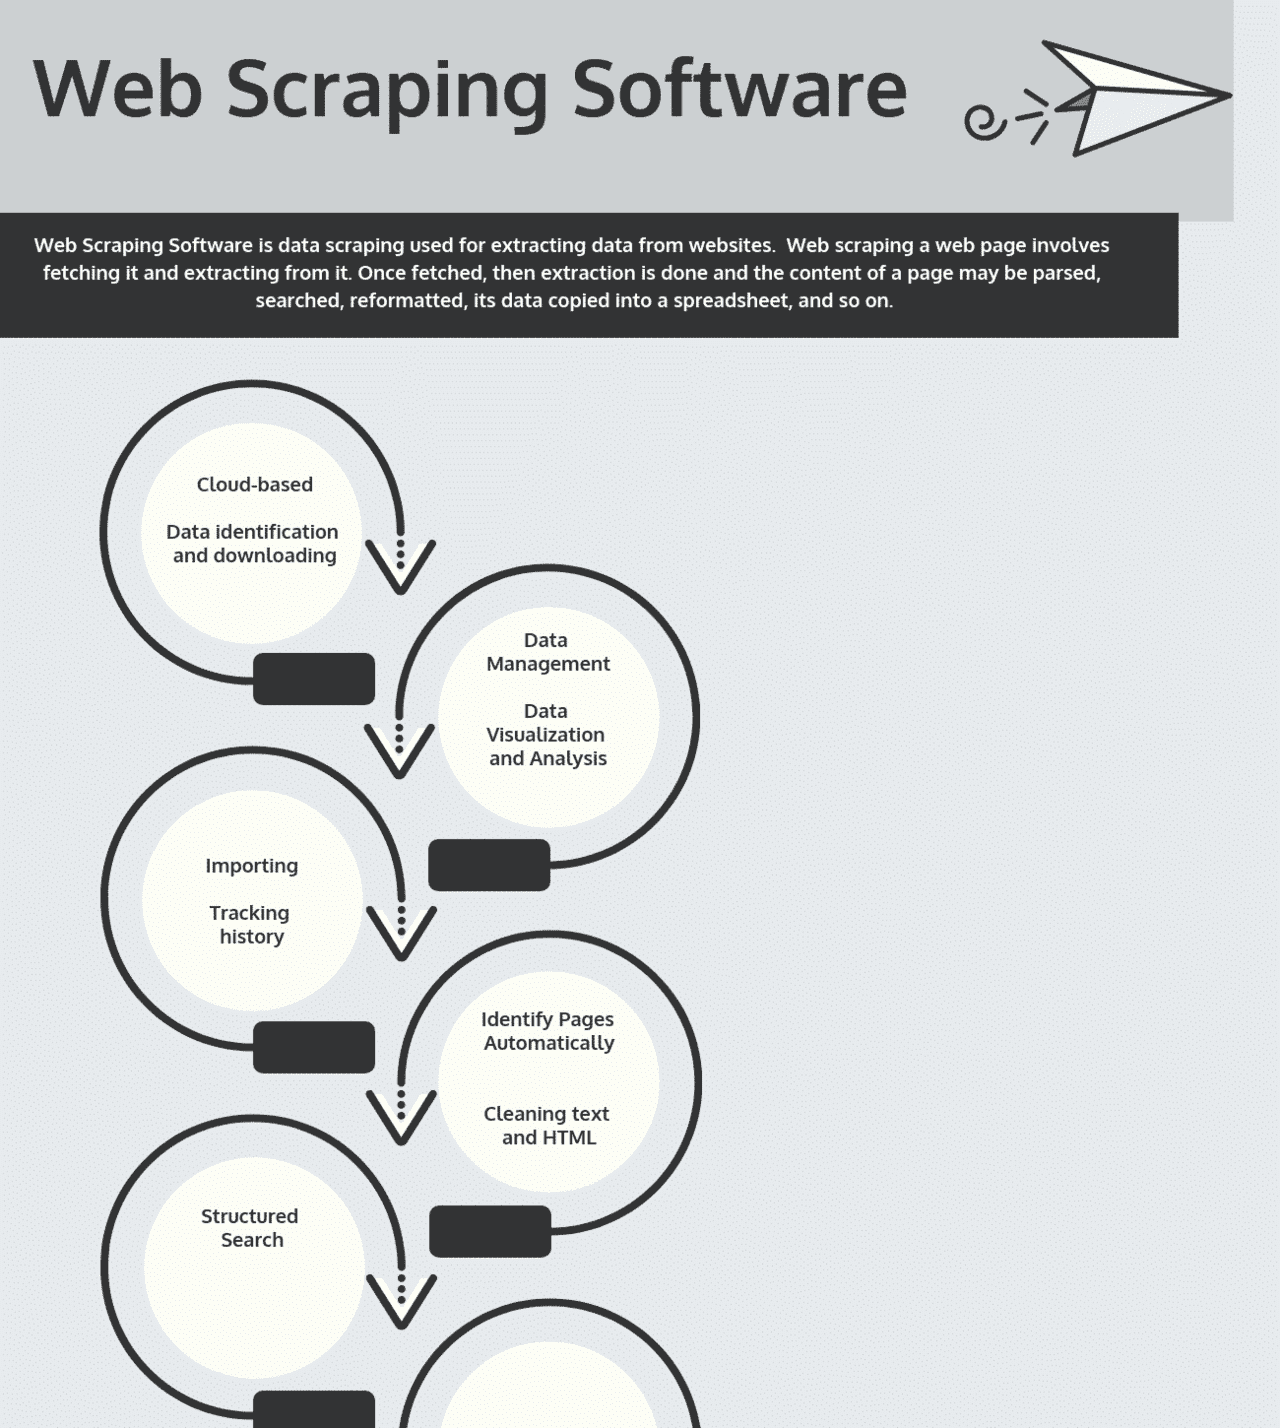 Web Scraping Software
Web Scraping Software is data scraping used for extracting data from websites.  Web scraping a web page involves
fetching it and extracting from it. Once fetched, then extraction is done and the content of a page may be parsed,
searched, reformatted, its data copied into a spreadsheet, and so on.
Cloud-based
Data identification
and downloading
Data
Management
Data
Visualization
and Analysis
Importing
Tracking
history
Identify Pages
Automatically
Cleaning text
and HTML
Structured
Search